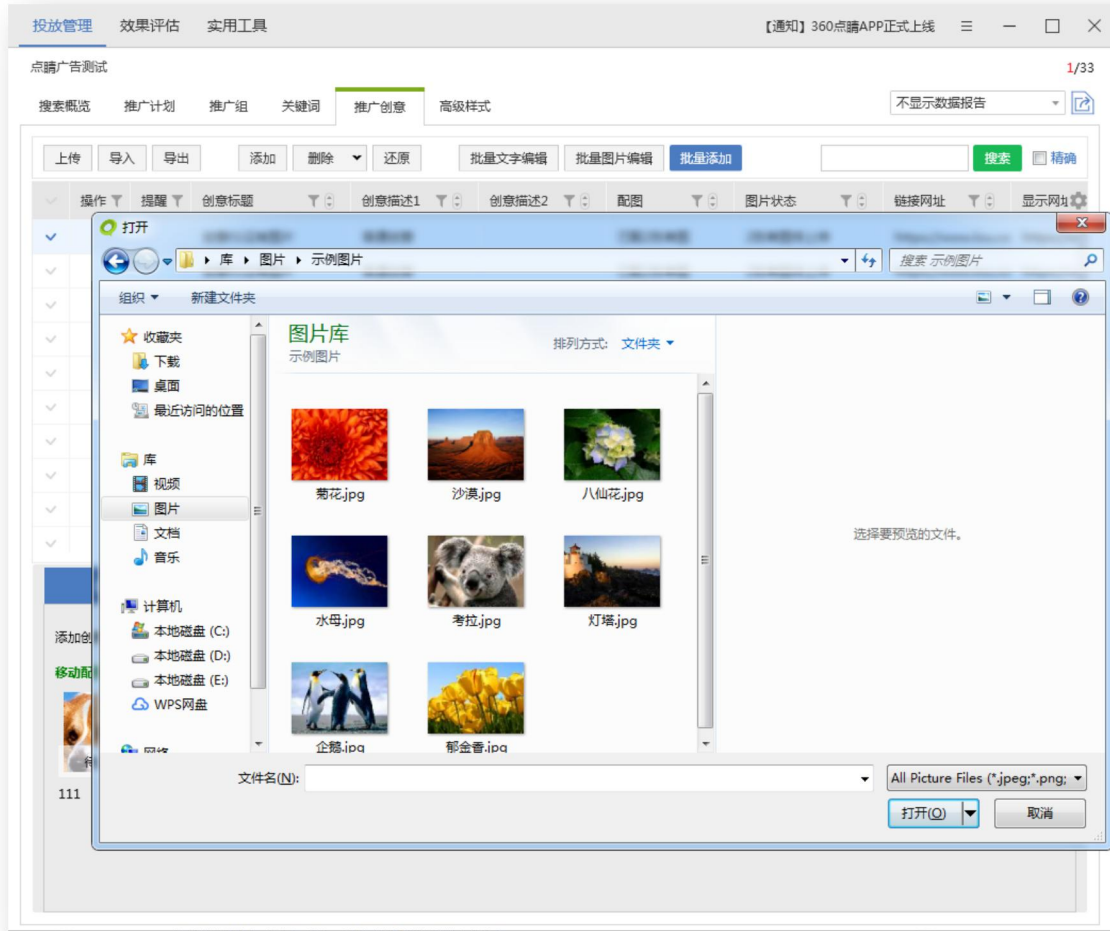 投放管理 效果评估 实用工具 【通知】360点睛APP正式上线
点睛广告测试 1/33
搜索概览 推广计划 推广组 关键词 推广创意 高级样式 不显示数据报告
上传 导入 导出 添加 删除 还原 批量文字编辑 批量图片编辑 批量添加 搜索 精确
操作 提醒 创意标题 创意描述1 创意描述2 配图 图片状态 链接网址 显示网址
打开
库 图片 示例图片 搜索 示例图片
组织 新建文件夹
收藏夹
下载
桌面
最近访问的位置
库
视频
图片
文档
音乐
计算机
本地磁盘 (C:)
本地磁盘 (D:)
本地磁盘 (E:)
WPS网盘
网络
图片库
示例图片
排列方式: 文件夹
菊花.jpg 沙漠.jpg 八仙花.jpg
水母.jpg 考拉.jpg 灯塔.jpg
企鹅.jpg 郁金香.jpg
选择要预览的文件。
添加创
移动配
待
111
文件名(N): All Picture Files (*.jpeg;*.png;
打开(O) 取消